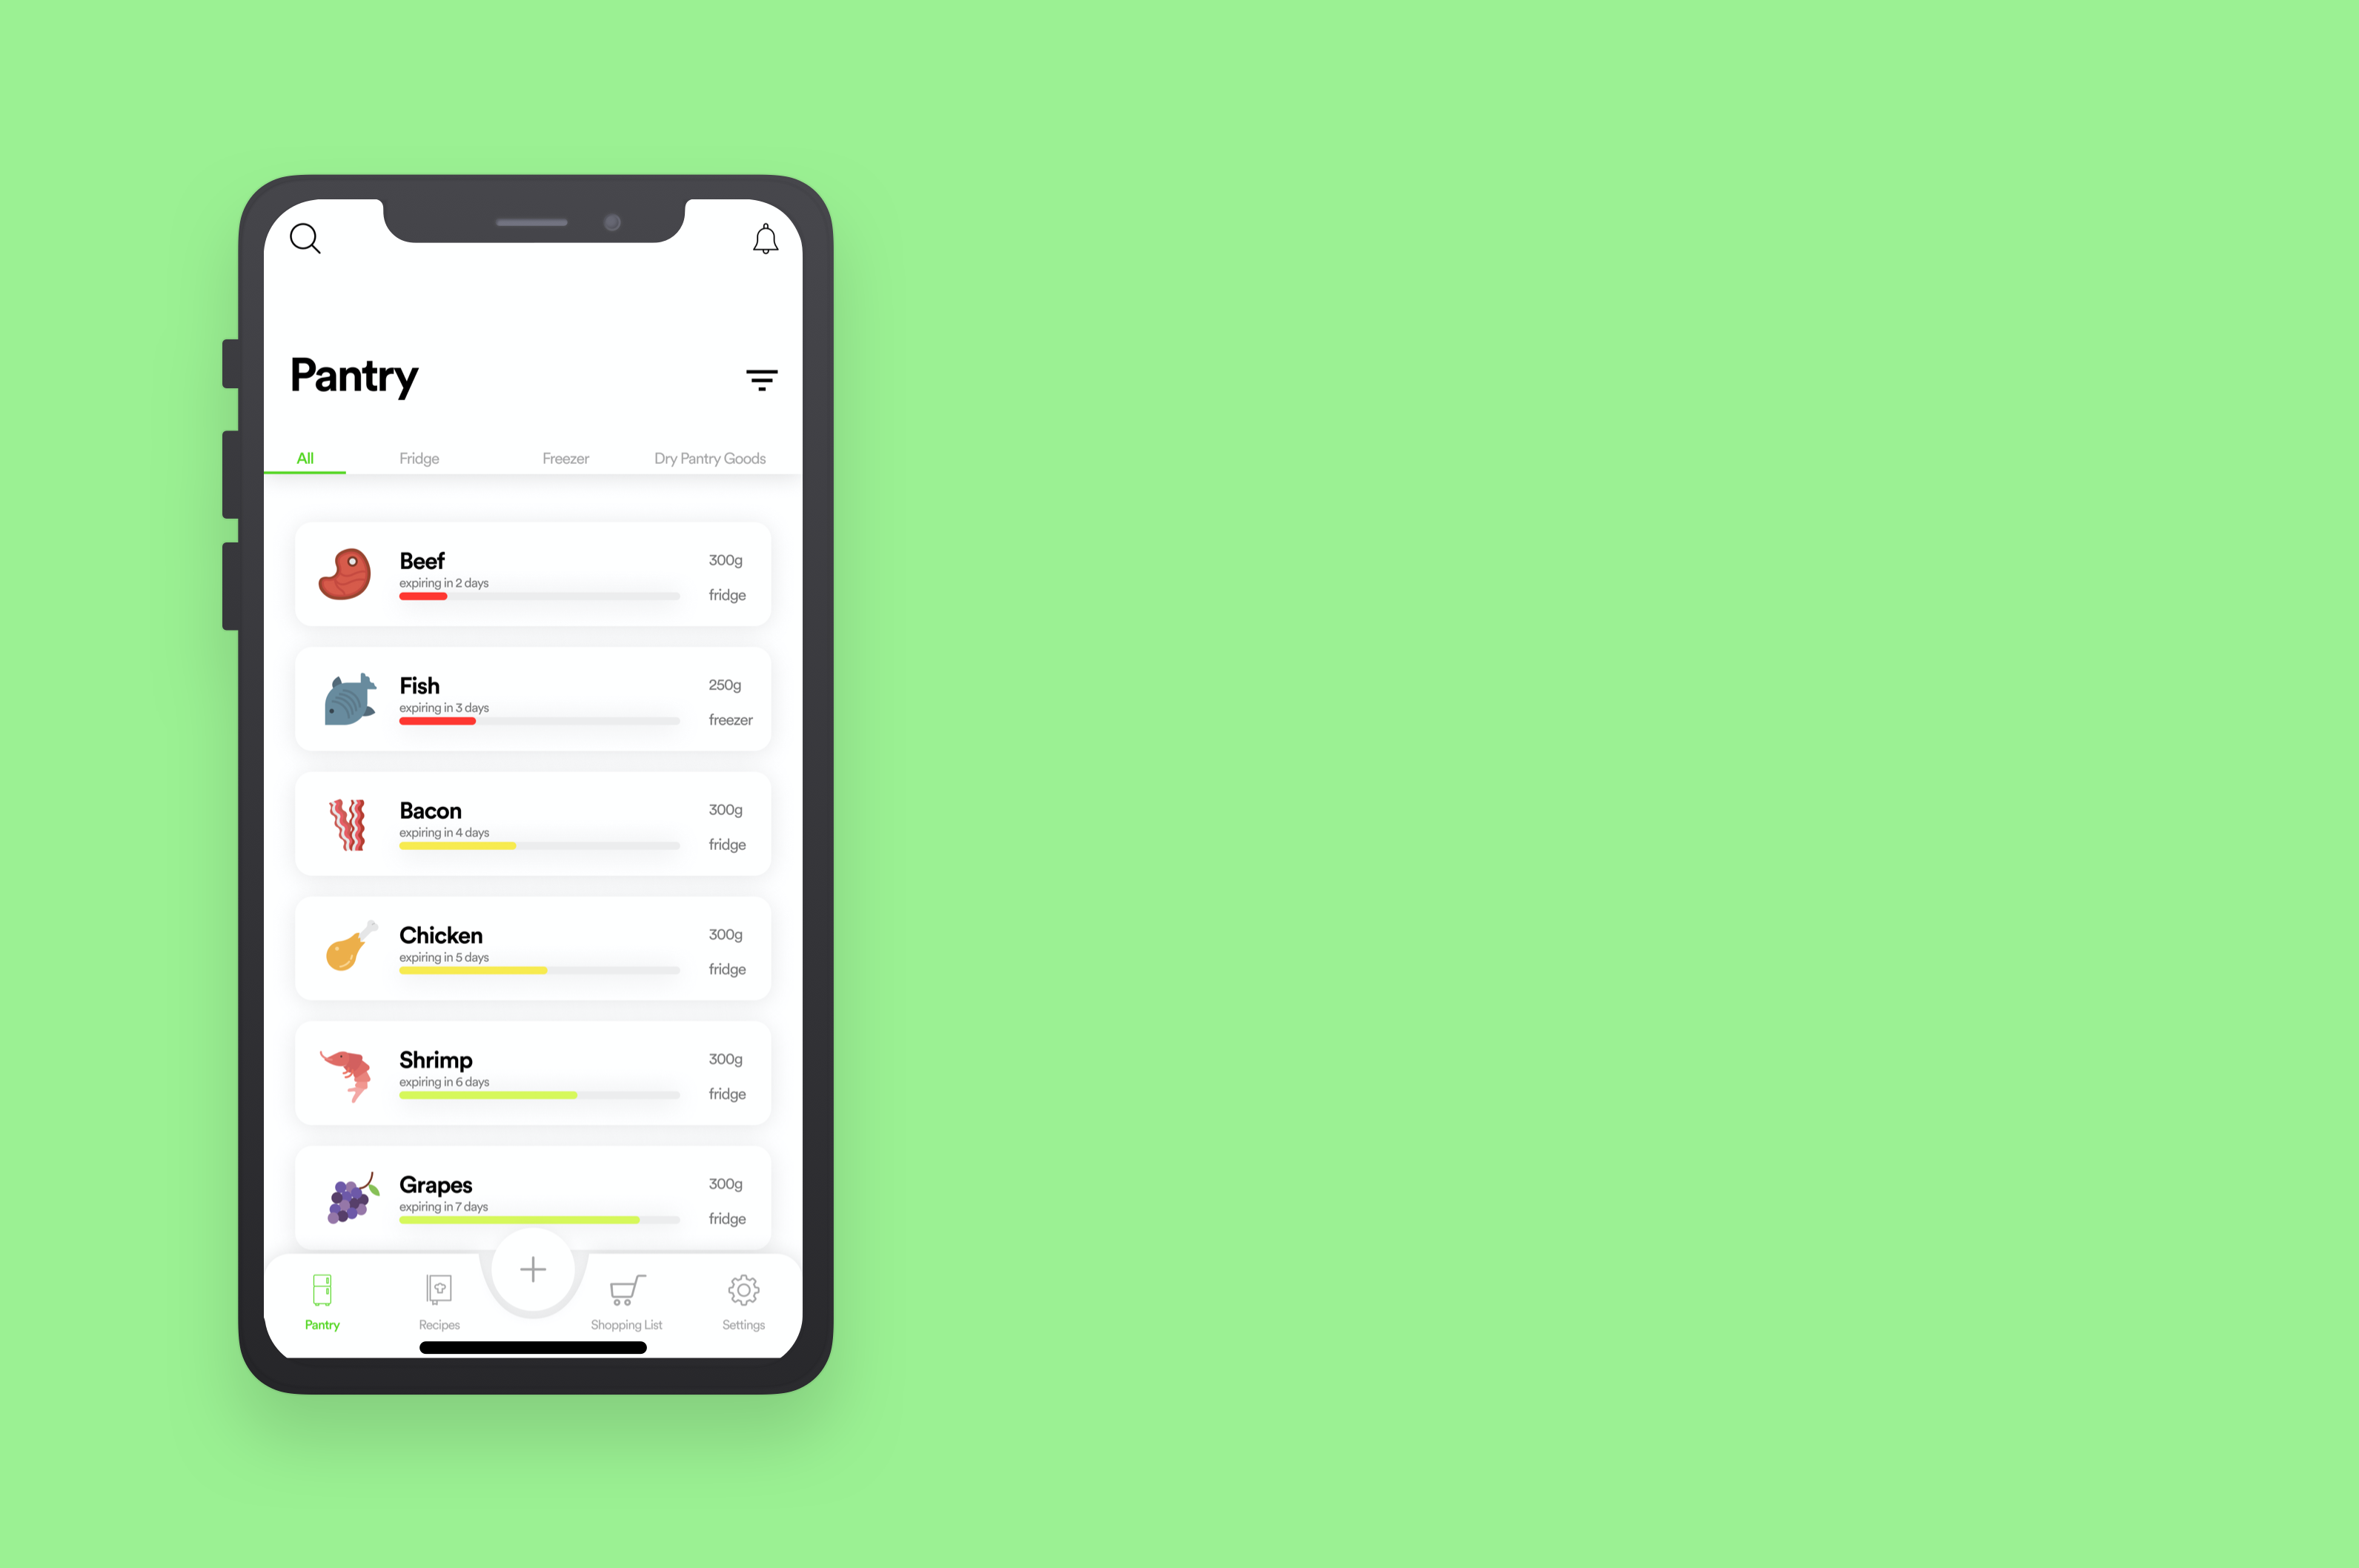 Pantry
All Fridge Freezer Dry Pantry Goods
Beef 300g
expiring in 2 days
fridge
Fish 250g
expiring in 3 days
freezer
Bacon 300g
expiring in 4 days
fridge
Chicken 300g
expiring in 5 days
fridge
Shrimp 300g
expiring in 6 days
fridge
Grapes 300g
expiring in 7 days
fridge
Pantry Recipes Shopping List Settings